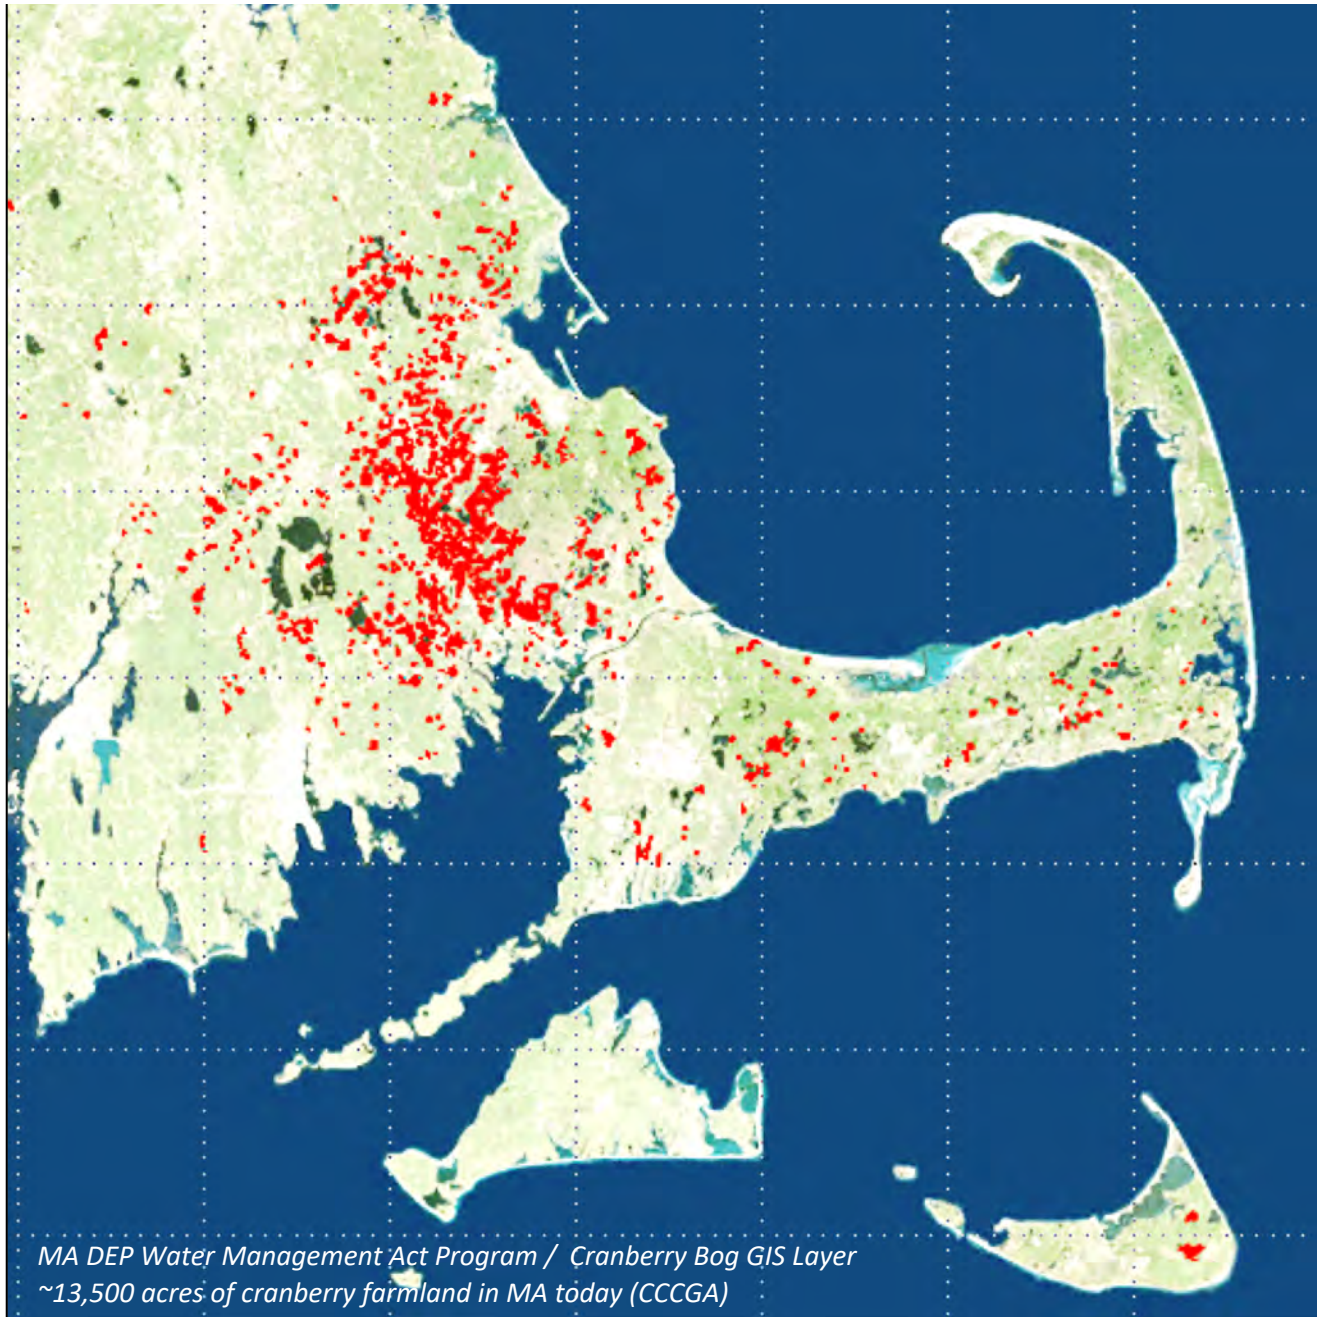 MA DEP Water Management Act Program / Cranberry Bog GIS Layer
~13,500 acres of cranberry farmland in MA today (CCCGA)